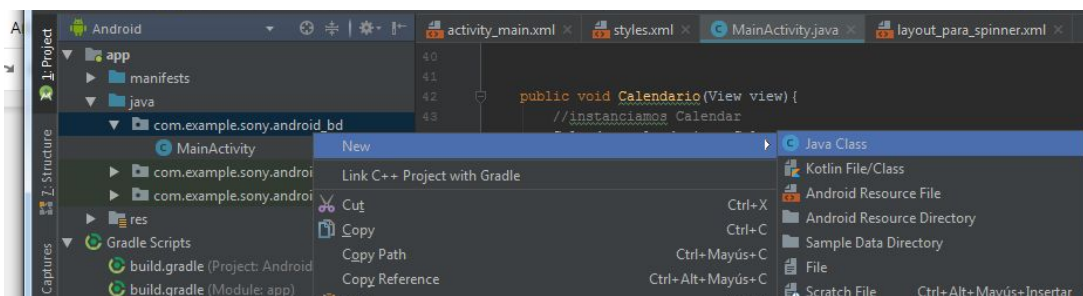 A
Android
activity_main.xml
styles.xml
MainActivity.java
layout_para_spinner.xml
1: Project
app
manifests
java
com.example.sony.android_bd
MainActivity
com.example.sony.androi
com.example.sony.androi
res
Gradle Scripts
build.gradle (Project: Android
build.gradle (Module: app)
7: Structure
Captures
40
41
42 public void Calendario(View view){
43 //instanciamos Calendar
New
Link C++ Project with Gradle
Cut Ctrl+X
Copy Ctrl+C
Copy Path Ctrl+Mayús+C
Copy Reference Ctrl+Alt+Mayús+C
Java Class
Kotlin File/Class
Android Resource File
Android Resource Directory
Sample Data Directory
File
Scratch File Ctrl+Alt+Mayús+Insertar